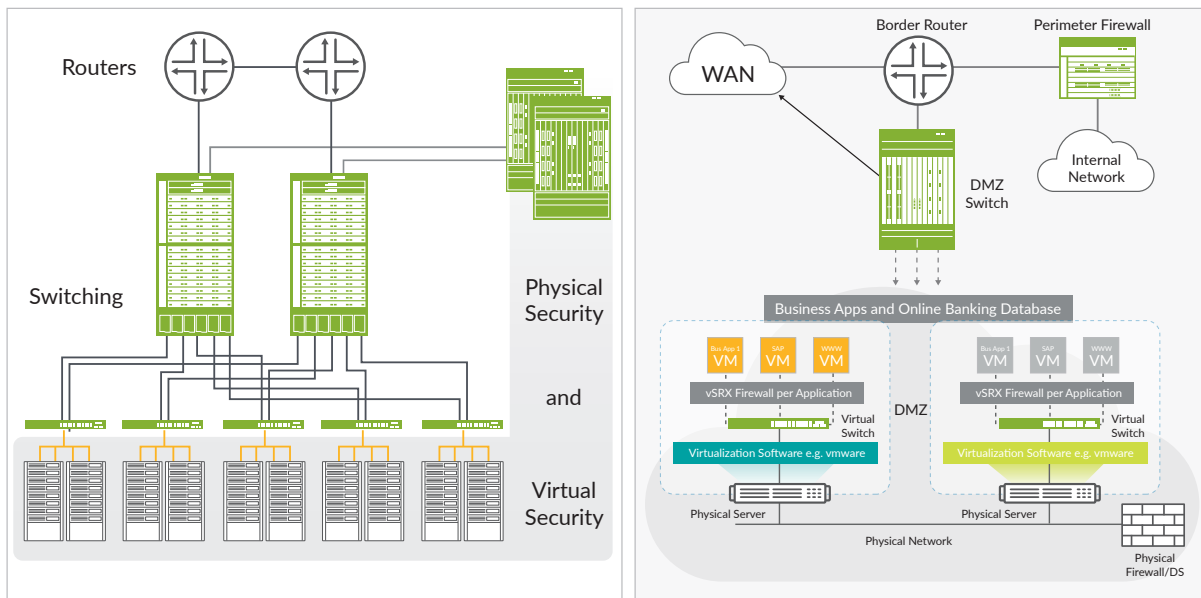 Routers
Switching
Physical
Security
and
Virtual
Security
Border Router
Perimeter Firewall
WAN
Internal
Network
DMZ
Switch
Business Apps and Online Banking Database
Bus App 1
VM
SAP
VM
WWW
VM
vSRX Firewall per Application
Virtual
Switch
Virtualization Software e.g. vmware
Physical Server
DMZ
Bus App 1
VM
SAP
VM
WWW
VM
vSRX Firewall per Application
Virtual
Switch
Virtualization Software e.g. vmware
Physical Server
Physical Network
Physical
Firewall/DS